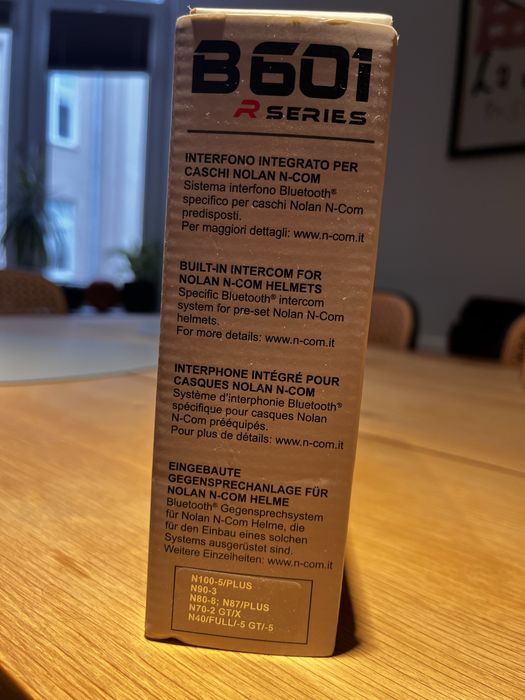 B601
R SERIES
INTERFONO INTEGRATO PER
CASCHI NOLAN N-COM
Sistema interfono Bluetooth®
specifico per caschi Nolan N-Com
predisposti.
Per maggiori dettagli: www.n-com.it
BUILT-IN INTERCOM FOR
NOLAN N-COM HELMETS
Specific Bluetooth® intercom
system for pre-set Nolan N-Com
helmets.
For more details: www.n-com.it
INTERPHONE INTÉGRÉ POUR
CASQUES NOLAN N-COM
Système d'interphonie Bluetooth®
spécifique pour casques Nolan
N-Com prééquipés.
Pour plus de détails: www.n-com.it
EINGEBAUTE
GEGENSPRECHANLAGE FÜR
NOLAN N-COM HELME
Bluetooth® Gegensprechsystem
für Nolan N-Com Helme, die
für den Einbau eines solchen
Systems ausgerüstet sind.
Weitere Einzelheiten: www.n-com.it
N100-5/PLUS
N90-3
N80-8; N87/PLUS
N70-2 GT/X
N40/FULL/-5 GT/-5